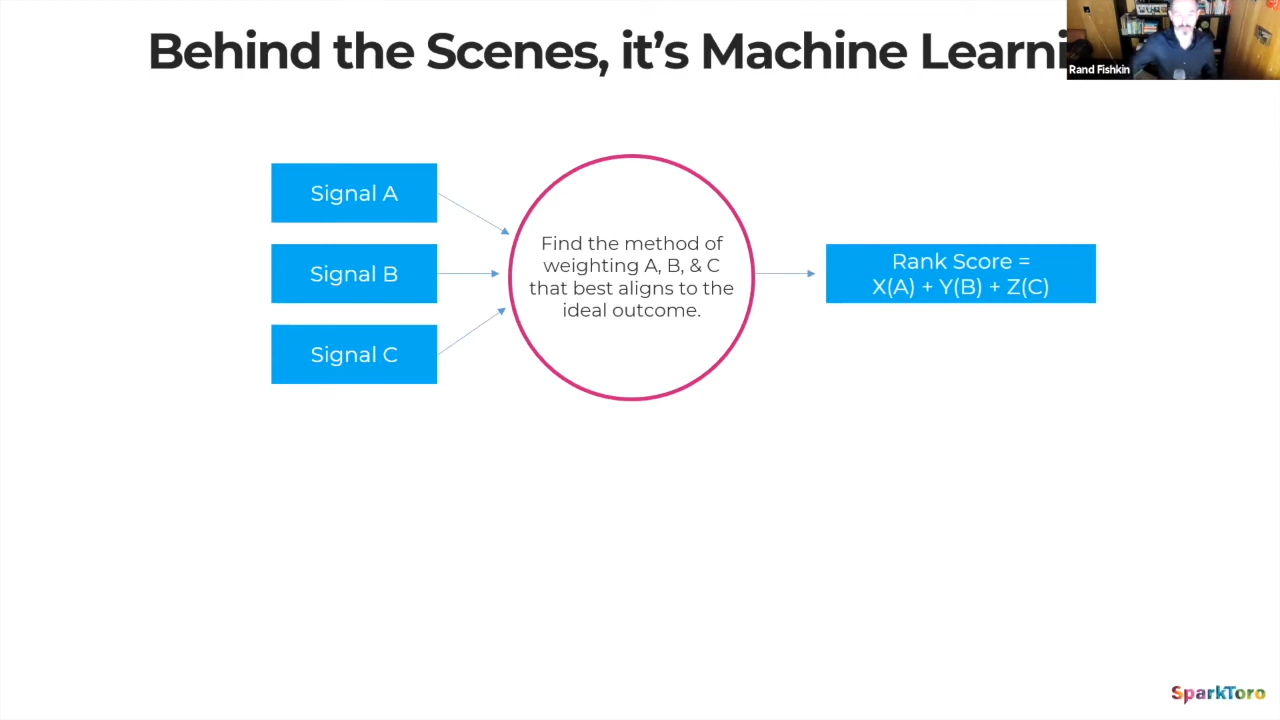 Behind the Scenes, it's Machine Learni
Rand Fishkin
Signal A
Signal B
Signal C
Find the method of
weighting A, B, & C
that best aligns to the
ideal outcome.
Rank Score =
X(A) + Y(B) + Z(C)
SparkToro